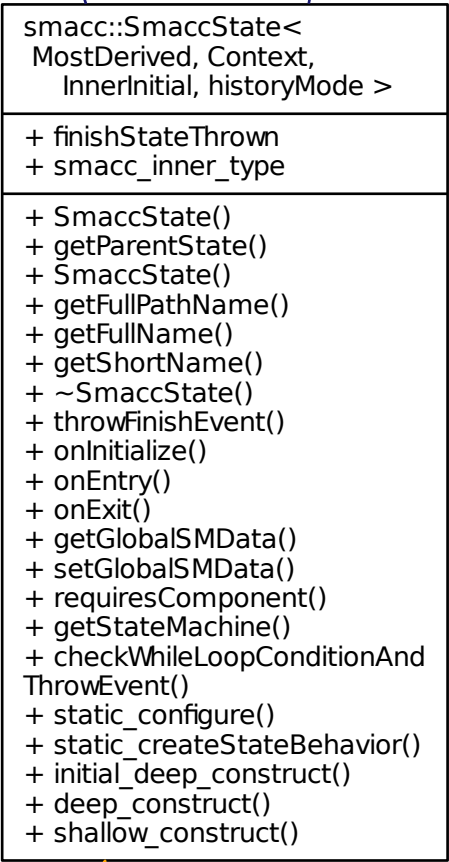 smacc::SmaccState<
MostDerived, Context,
InnerInitial, historyMode >
+ finishStateThrown
+ smacc_inner_type
+ SmaccState()
+ getParentState()
+ SmaccState()
+ getFullPathName()
+ getFullName()
+ getShortName()
+ ~SmaccState()
+ throwFinishEvent()
+ onInitialize()
+ onEntry()
+ onExit()
+ getGlobalSMData()
+ setGlobalSMData()
+ requiresComponent()
+ getStateMachine()
+ checkWhileLoopConditionAnd
ThrowEvent()
+ static_configure()
+ static_createStateBehavior()
+ initial_deep_construct()
+ deep_construct()
+ shallow_construct()